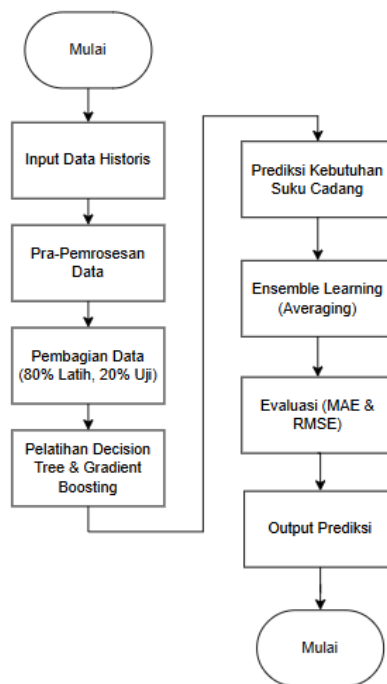 Mulai
Input Data Historis
Pra-Pemrosesan
Data
Pembagian Data
(80% Latih, 20% Uji)
Pelatihan Decision
Tree & Gradient
Boosting
Prediksi Kebutuhan
Suku Cadang
Ensemble Learning
(Averaging)
Evaluasi (MAE &
RMSE)
Output Prediksi
Mulai